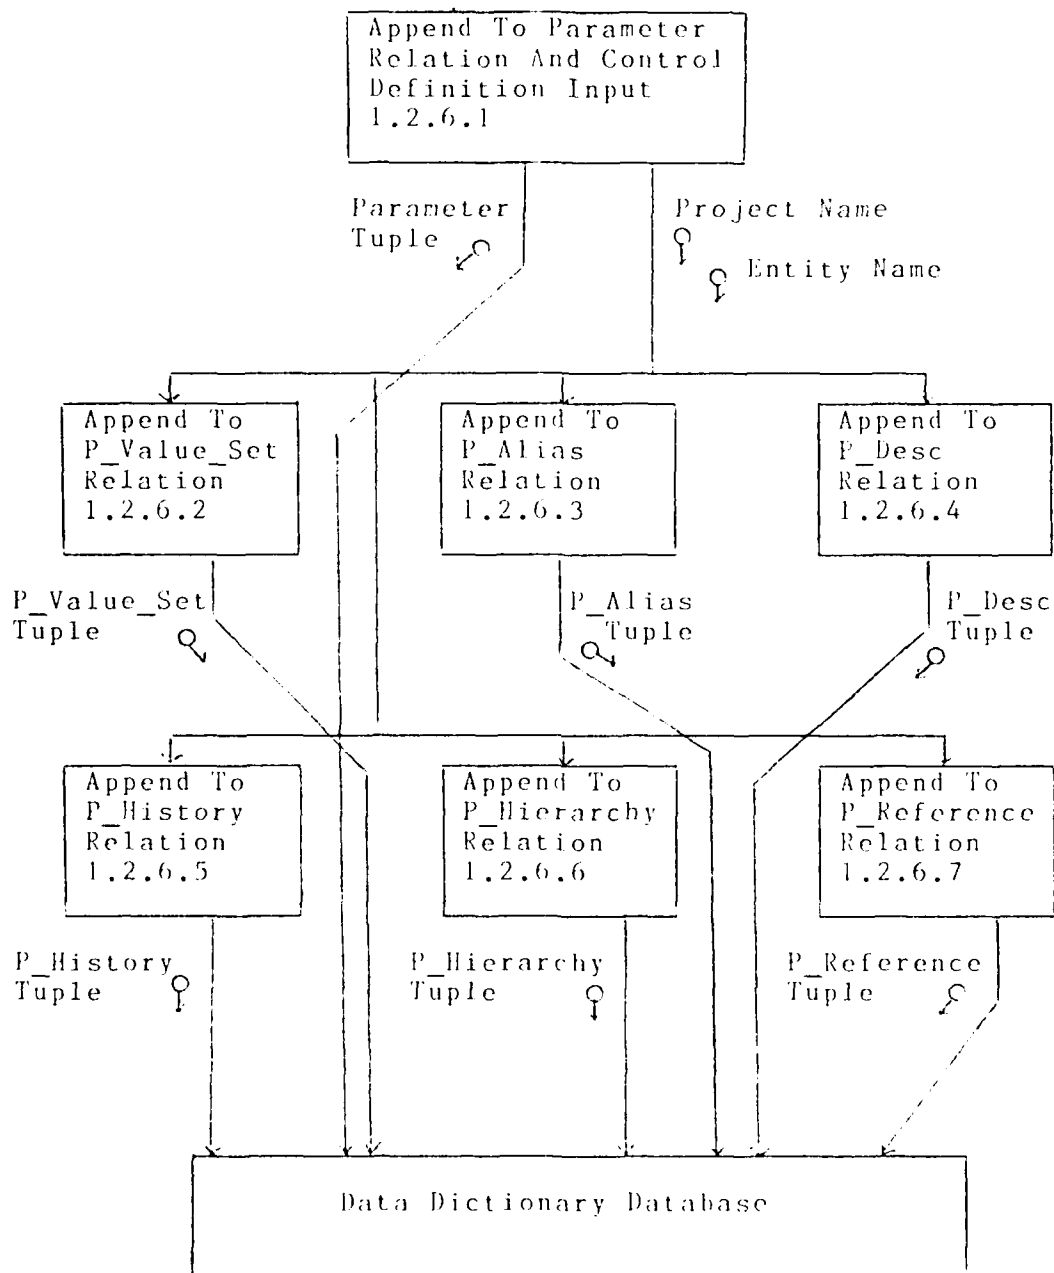 Append To Parameter
Relation And Control
Definition Input
1.2.6.1
Parameter
Tuple
Project Name
Entity Name
Append To
P_Value_Set
Relation
1.2.6.2
Append To
P_Alias
Relation
1.2.6.3
Append To
P_Desc
Relation
1.2.6.4
P_Value_Set
Tuple
P_Alias
Tuple
P_Desc
Tuple
Append To
P_History
Relation
1.2.6.5
Append To
P_Hierarchy
Relation
1.2.6.6
Append To
P_Reference
Relation
1.2.6.7
P_History
Tuple
P_Hierarchy
Tuple
P_Reference
Tuple
Data Dictionary Database